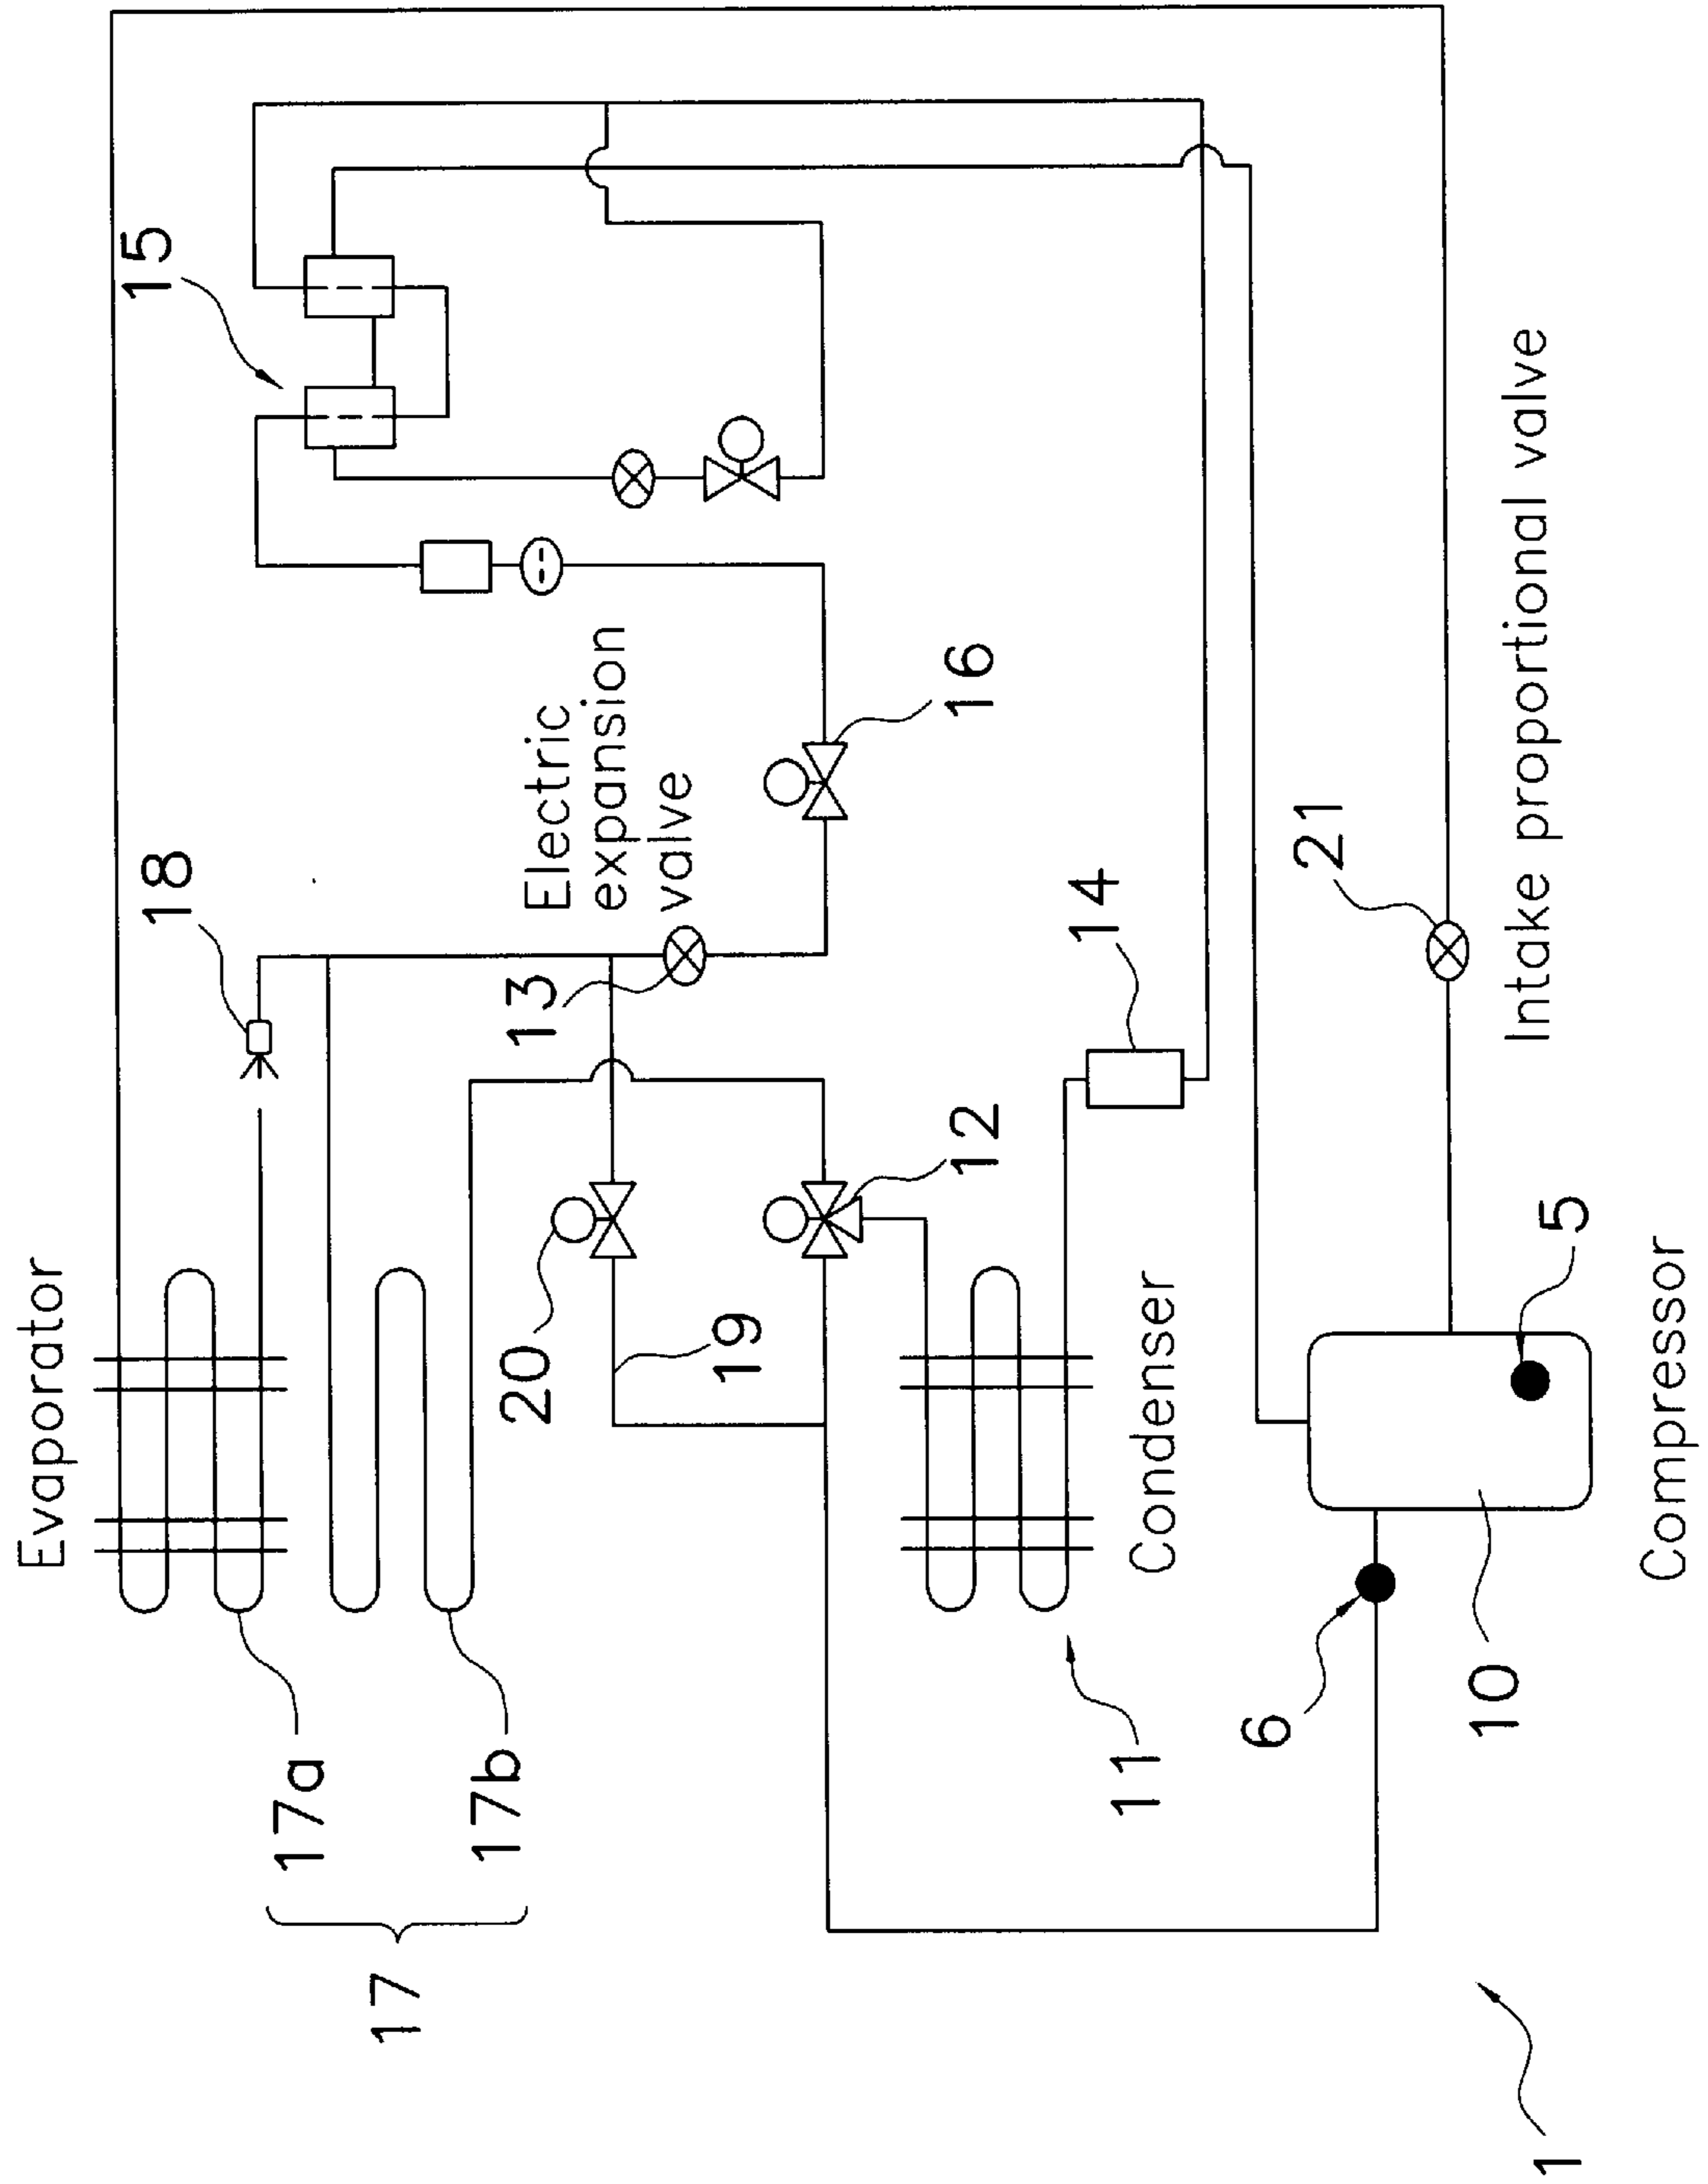 Evaporator
17a
17b
17
18
15
Electric
expansion
valve
13
16
20
19
12
14
Condenser
11
21
Intake proportional valve
6
5
10
Compressor
1